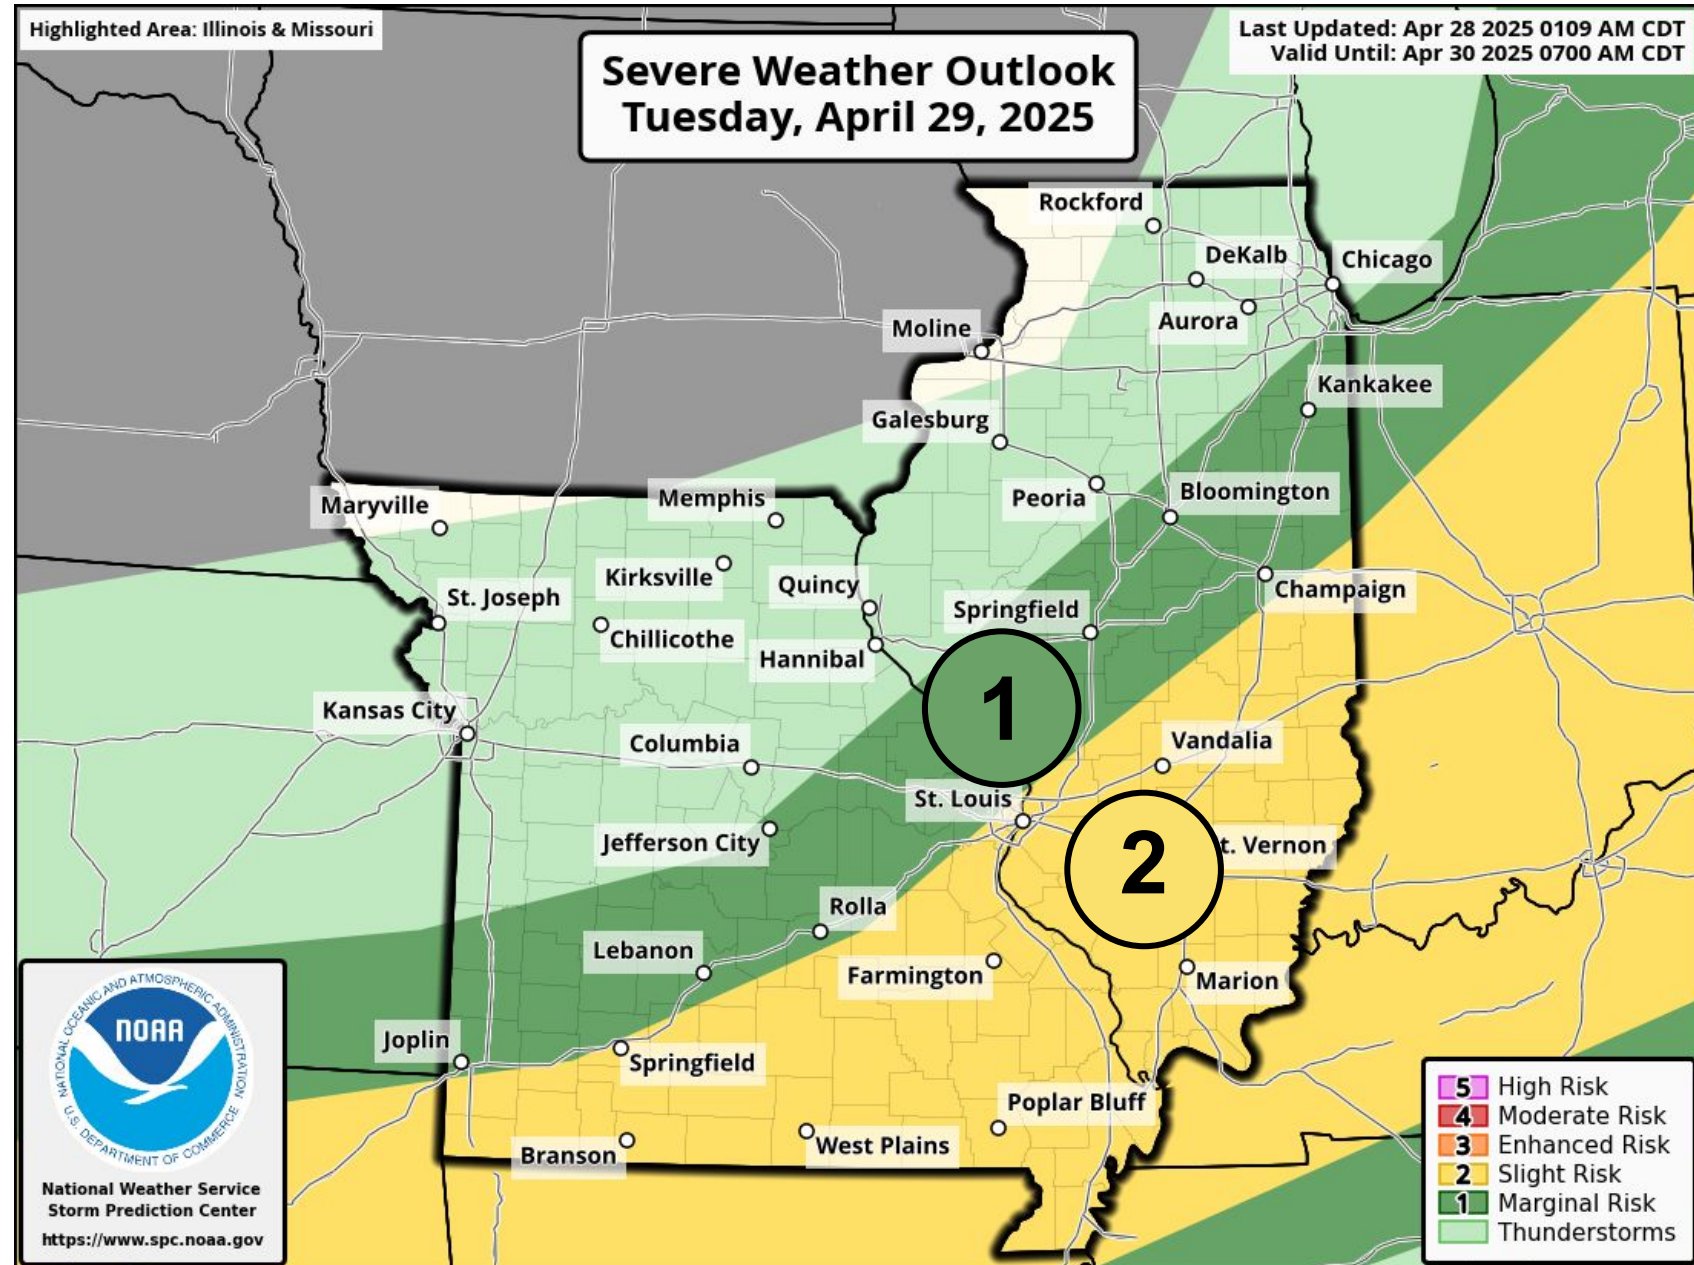 Highlighted Area: Illinois & Missouri
Severe Weather Outlook
Tuesday, April 29, 2025
Last Updated: Apr 28 2025 0109 AM CDT
Valid Until: Apr 30 2025 0700 AM CDT
Rockford
DeKalb
Chicago
Aurora
Moline
Kankakee
Galesburg
Peoria
Bloomington
Maryville
Memphis
Kirksville
Quincy
Champaign
St. Joseph
Springfield
Chillicothe
Hannibal
1
Kansas City
Columbia
Vandalia
St. Louis
Jefferson City
2
t. Vernon
Rolla
Lebanon
Farmington
Marion
Joplin
Springfield
Poplar Bluff
Branson
West Plains
NATIONAL OCEANIC AND ATMOSPHERIC ADMINISTRATION
NOAA
U.S. DEPARTMENT OF COMMERCE
National Weather Service
Storm Prediction Center
https://www.spc.noaa.gov
5 High Risk
4 Moderate Risk
3 Enhanced Risk
2 Slight Risk
1 Marginal Risk
Thunderstorms